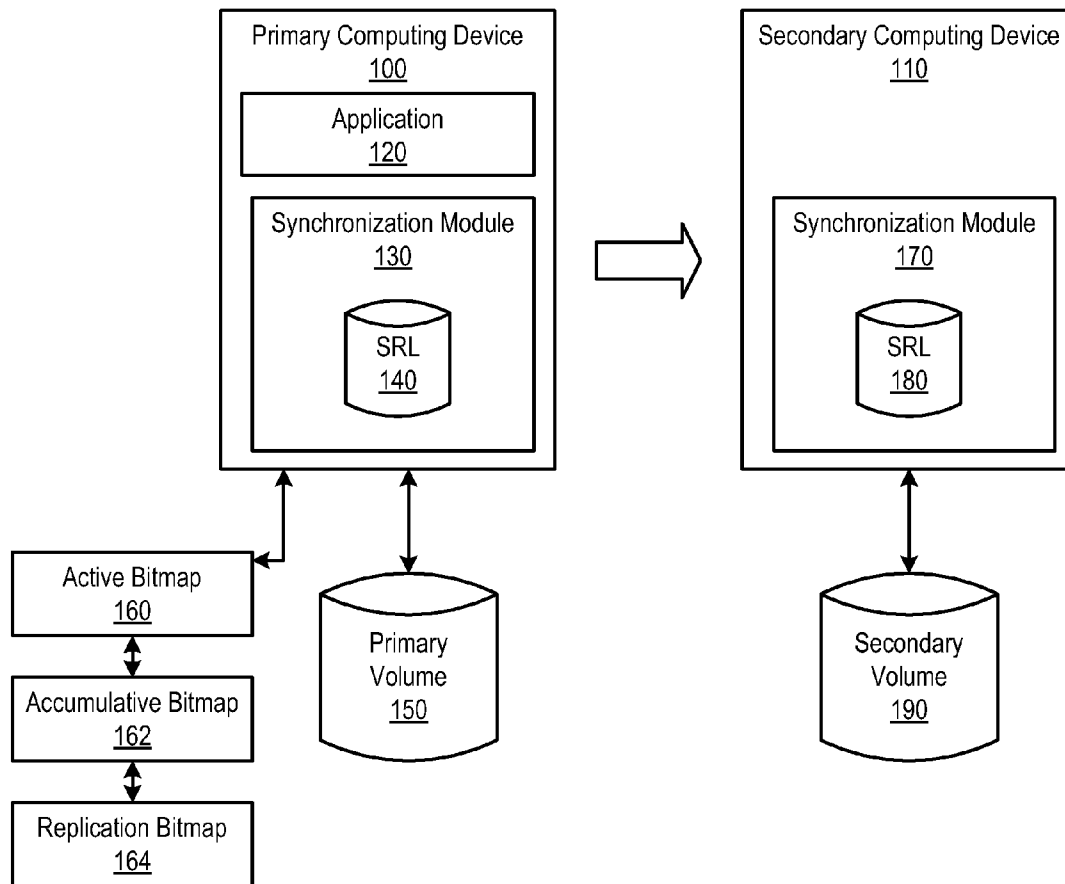 Primary Computing Device
100
Application
120
Synchronization Module
130
SRL
140
Secondary Computing Device
110
Synchronization Module
170
SRL
180
Active Bitmap
160
Accumulative Bitmap
162
Replication Bitmap
164
Primary
Volume
150
Secondary
Volume
190